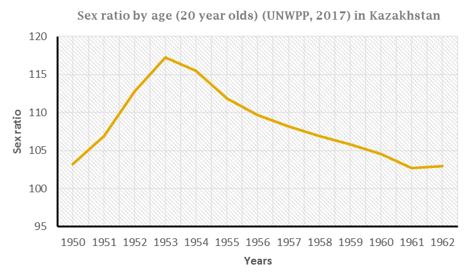 Sex ratio by age (20 year olds) (UNWPP, 2017) in Kazakhstan
120
115
110
105
100
95
Sex ratio
1950 1951 1952 1953 1954 1955 1956 1957 1958 1959 1960 1961 1962
Years